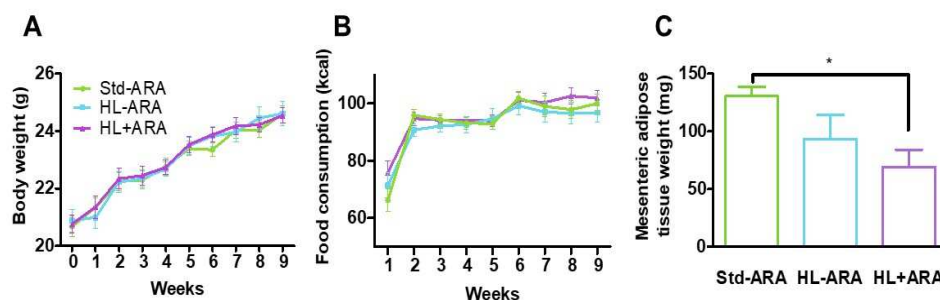 A
Body weight (g)
26
24
22
20
Std-ARA
HL-ARA
HL+ARA
0 1 2 3 4 5 6 7 8 9
Weeks
B
Food consumption (kcal)
100
80
60
1 2 3 4 5 6 7 8 9
Weeks
C
Mesenteric adipose
tissue weight (mg)
150
100
50
0
*
Std-ARA HL-ARA HL+ARA